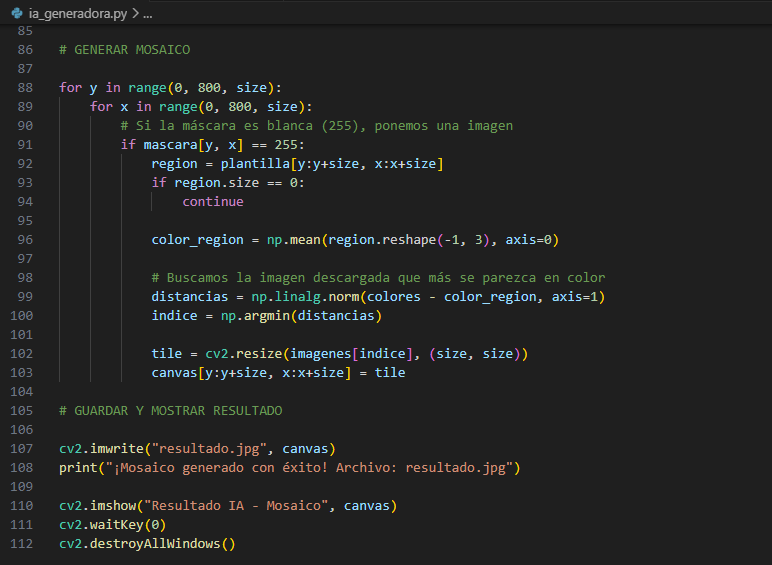 ia_generadora.py > ...
85
86 # GENERAR MOSAICO
87
88 for y in range(0, 800, size):
89     for x in range(0, 800, size):
90         # Si la máscara es blanca (255), ponemos una imagen
91         if mascara[y, x] == 255:
92             region = plantilla[y:y+size, x:x+size]
93             if region.size == 0:
94                 continue
95
96             color_region = np.mean(region.reshape(-1, 3), axis=0)
97
98             # Buscamos la imagen descargada que más se parezca en color
99             distancias = np.linalg.norm(colores - color_region, axis=1)
100             indice = np.argmin(distancias)
101
102             tile = cv2.resize(imagenes[indice], (size, size))
103             canvas[y:y+size, x:x+size] = tile
104
105 # GUARDAR Y MOSTRAR RESULTADO
106
107 cv2.imwrite("resultado.jpg", canvas)
108 print("¡Mosaico generado con éxito! Archivo: resultado.jpg")
109
110 cv2.imshow("Resultado IA - Mosaico", canvas)
111 cv2.waitKey(0)
112 cv2.destroyAllWindows()